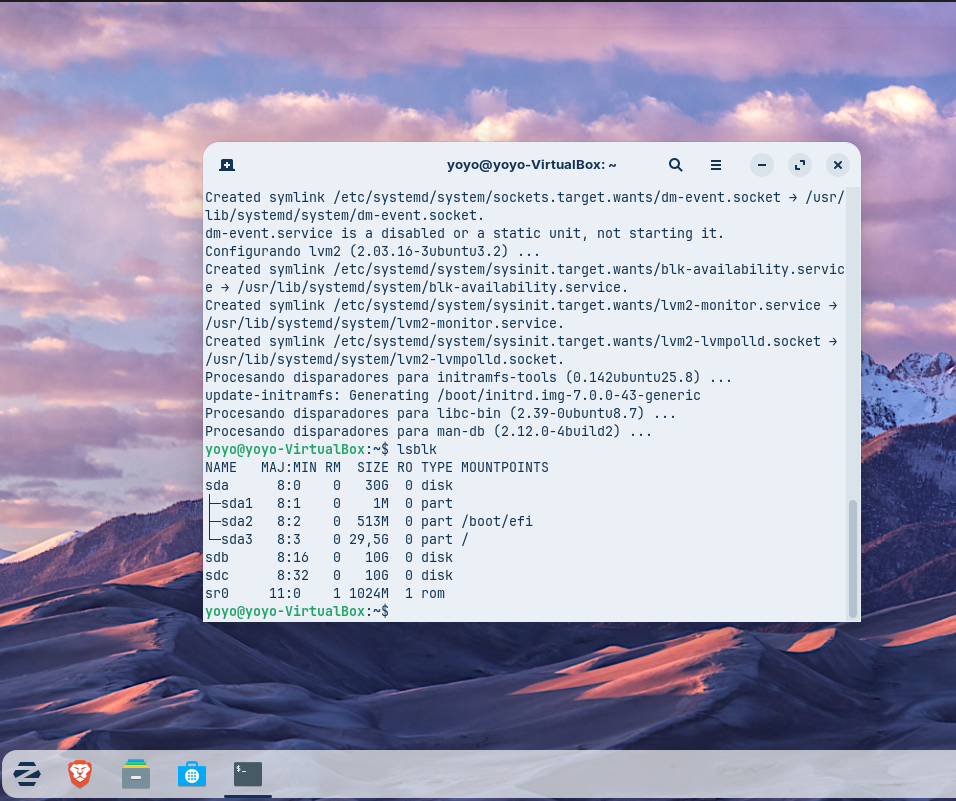 yoyo@yoyo-VirtualBox: ~
Created symlink /etc/systemd/system/sockets.target.wants/dm-event.socket → /usr/
lib/systemd/system/dm-event.socket.
dm-event.service is a disabled or a static unit, not starting it.
Configurando lvm2 (2.03.16-3ubuntu3.2) ...
Created symlink /etc/systemd/system/sysinit.target.wants/blk-availability.servic
e → /usr/lib/systemd/system/blk-availability.service.
Created symlink /etc/systemd/system/sysinit.target.wants/lvm2-monitor.service →
/usr/lib/systemd/system/lvm2-monitor.service.
Created symlink /etc/systemd/system/sysinit.target.wants/lvm2-lvmpolld.socket →
/usr/lib/systemd/system/lvm2-lvmpolld.socket.
Procesando disparadores para initramfs-tools (0.142ubuntu25.8) ...
update-initramfs: Generating /boot/initrd.img-7.0.0-43-generic
Procesando disparadores para libc-bin (2.39-0ubuntu8.7) ...
Procesando disparadores para man-db (2.12.0-4build2) ...
yoyo@yoyo-VirtualBox:~$ lsblk
NAME   MAJ:MIN RM  SIZE RO TYPE MOUNTPOINTS
sda      8:0    0   30G  0 disk
├─sda1   8:1    0    1M  0 part
├─sda2   8:2    0  513M  0 part /boot/efi
└─sda3   8:3    0 29,5G  0 part /
sdb      8:16   0   10G  0 disk
sdc      8:32   0   10G  0 disk
sr0     11:0    1 1024M  1 rom
yoyo@yoyo-VirtualBox:~$
$_